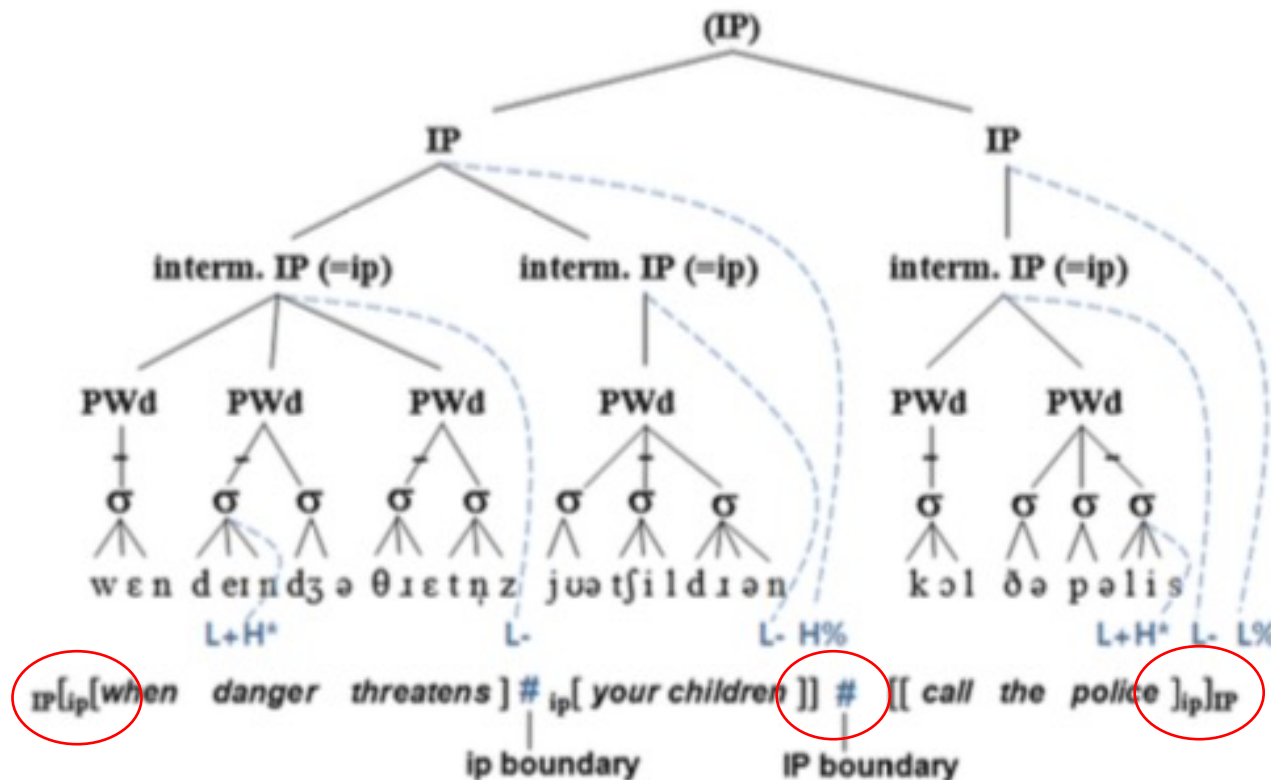 (IP)
IP IP
interm. IP (=ip) interm. IP (=ip) interm. IP (=ip)
PWd PWd PWd PWd PWd PWd
σ σ σ σ σ σ σ σ σ σ σ σ
w ɛ n d eɪ n dʒ ə θ ɹ ɛ t n̩ z j ʊə tʃ i l d ɹ ə n k ɔ l ð ə p ə l i s
L+H* L- L- H% L+H* L- L%
IP[ip[when danger threatens ] # ip[ your children ]] # [[ call the police ]ip]IP
ip boundary IP boundary